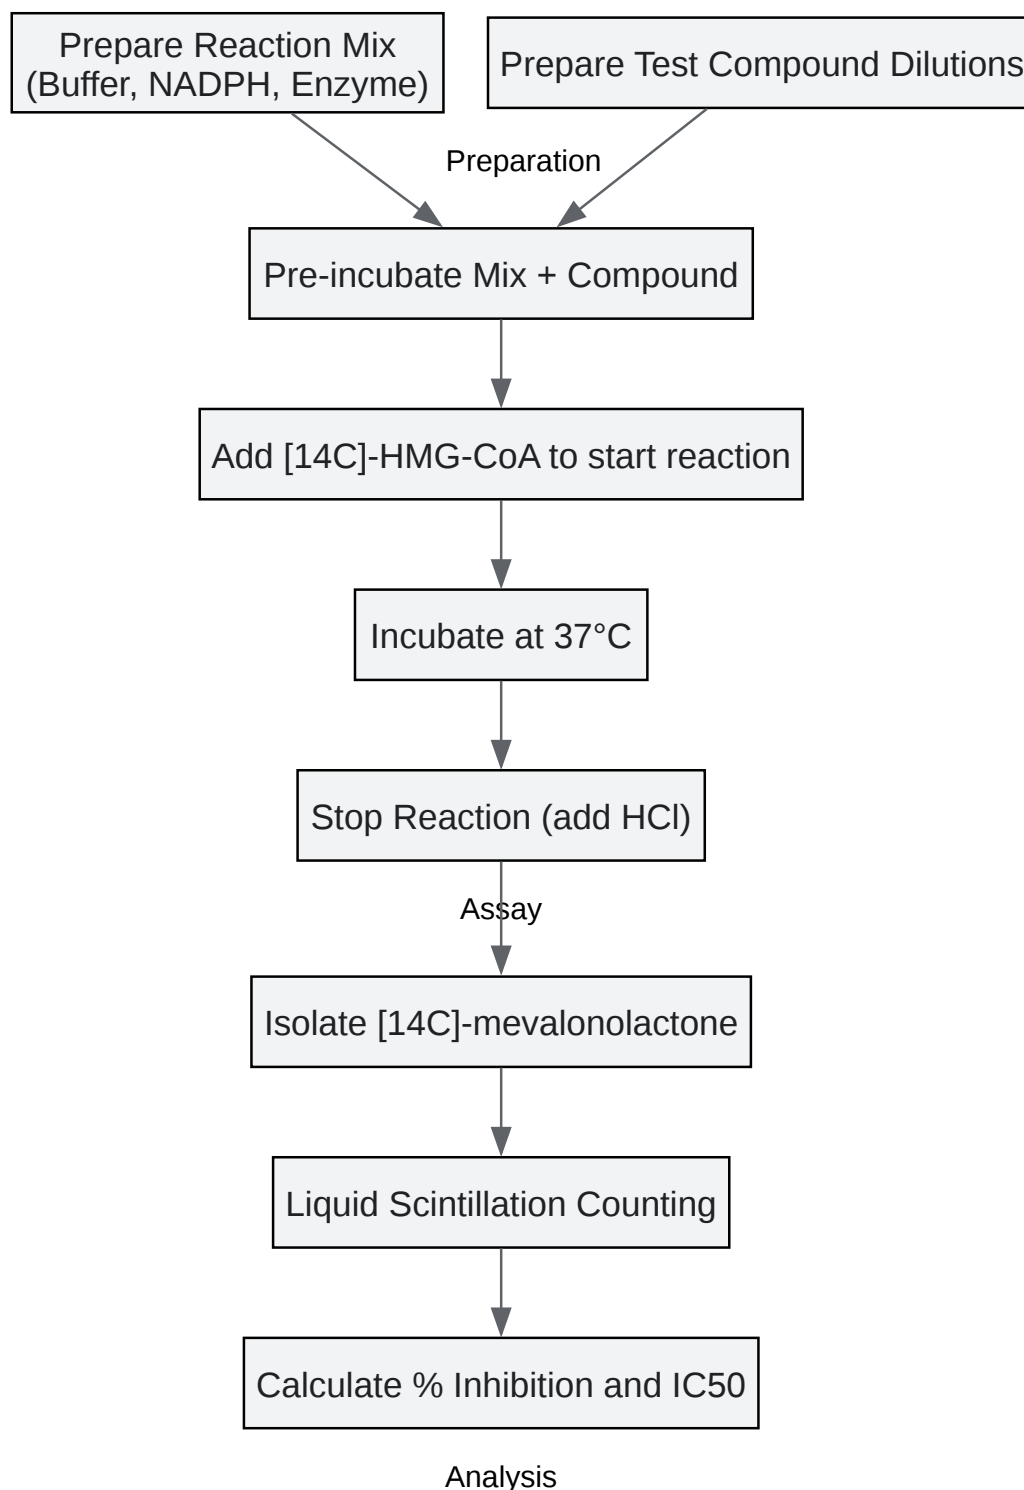 Prepare Reaction Mix
(Buffer, NADPH, Enzyme)
Prepare Test Compound Dilutions
Preparation
Pre-incubate Mix + Compound
Add [14C]-HMG-CoA to start reaction
Incubate at 37°C
Stop Reaction (add HCl)
Assay
Isolate [14C]-mevalonolactone
Liquid Scintillation Counting
Calculate % Inhibition and IC50
Analysis